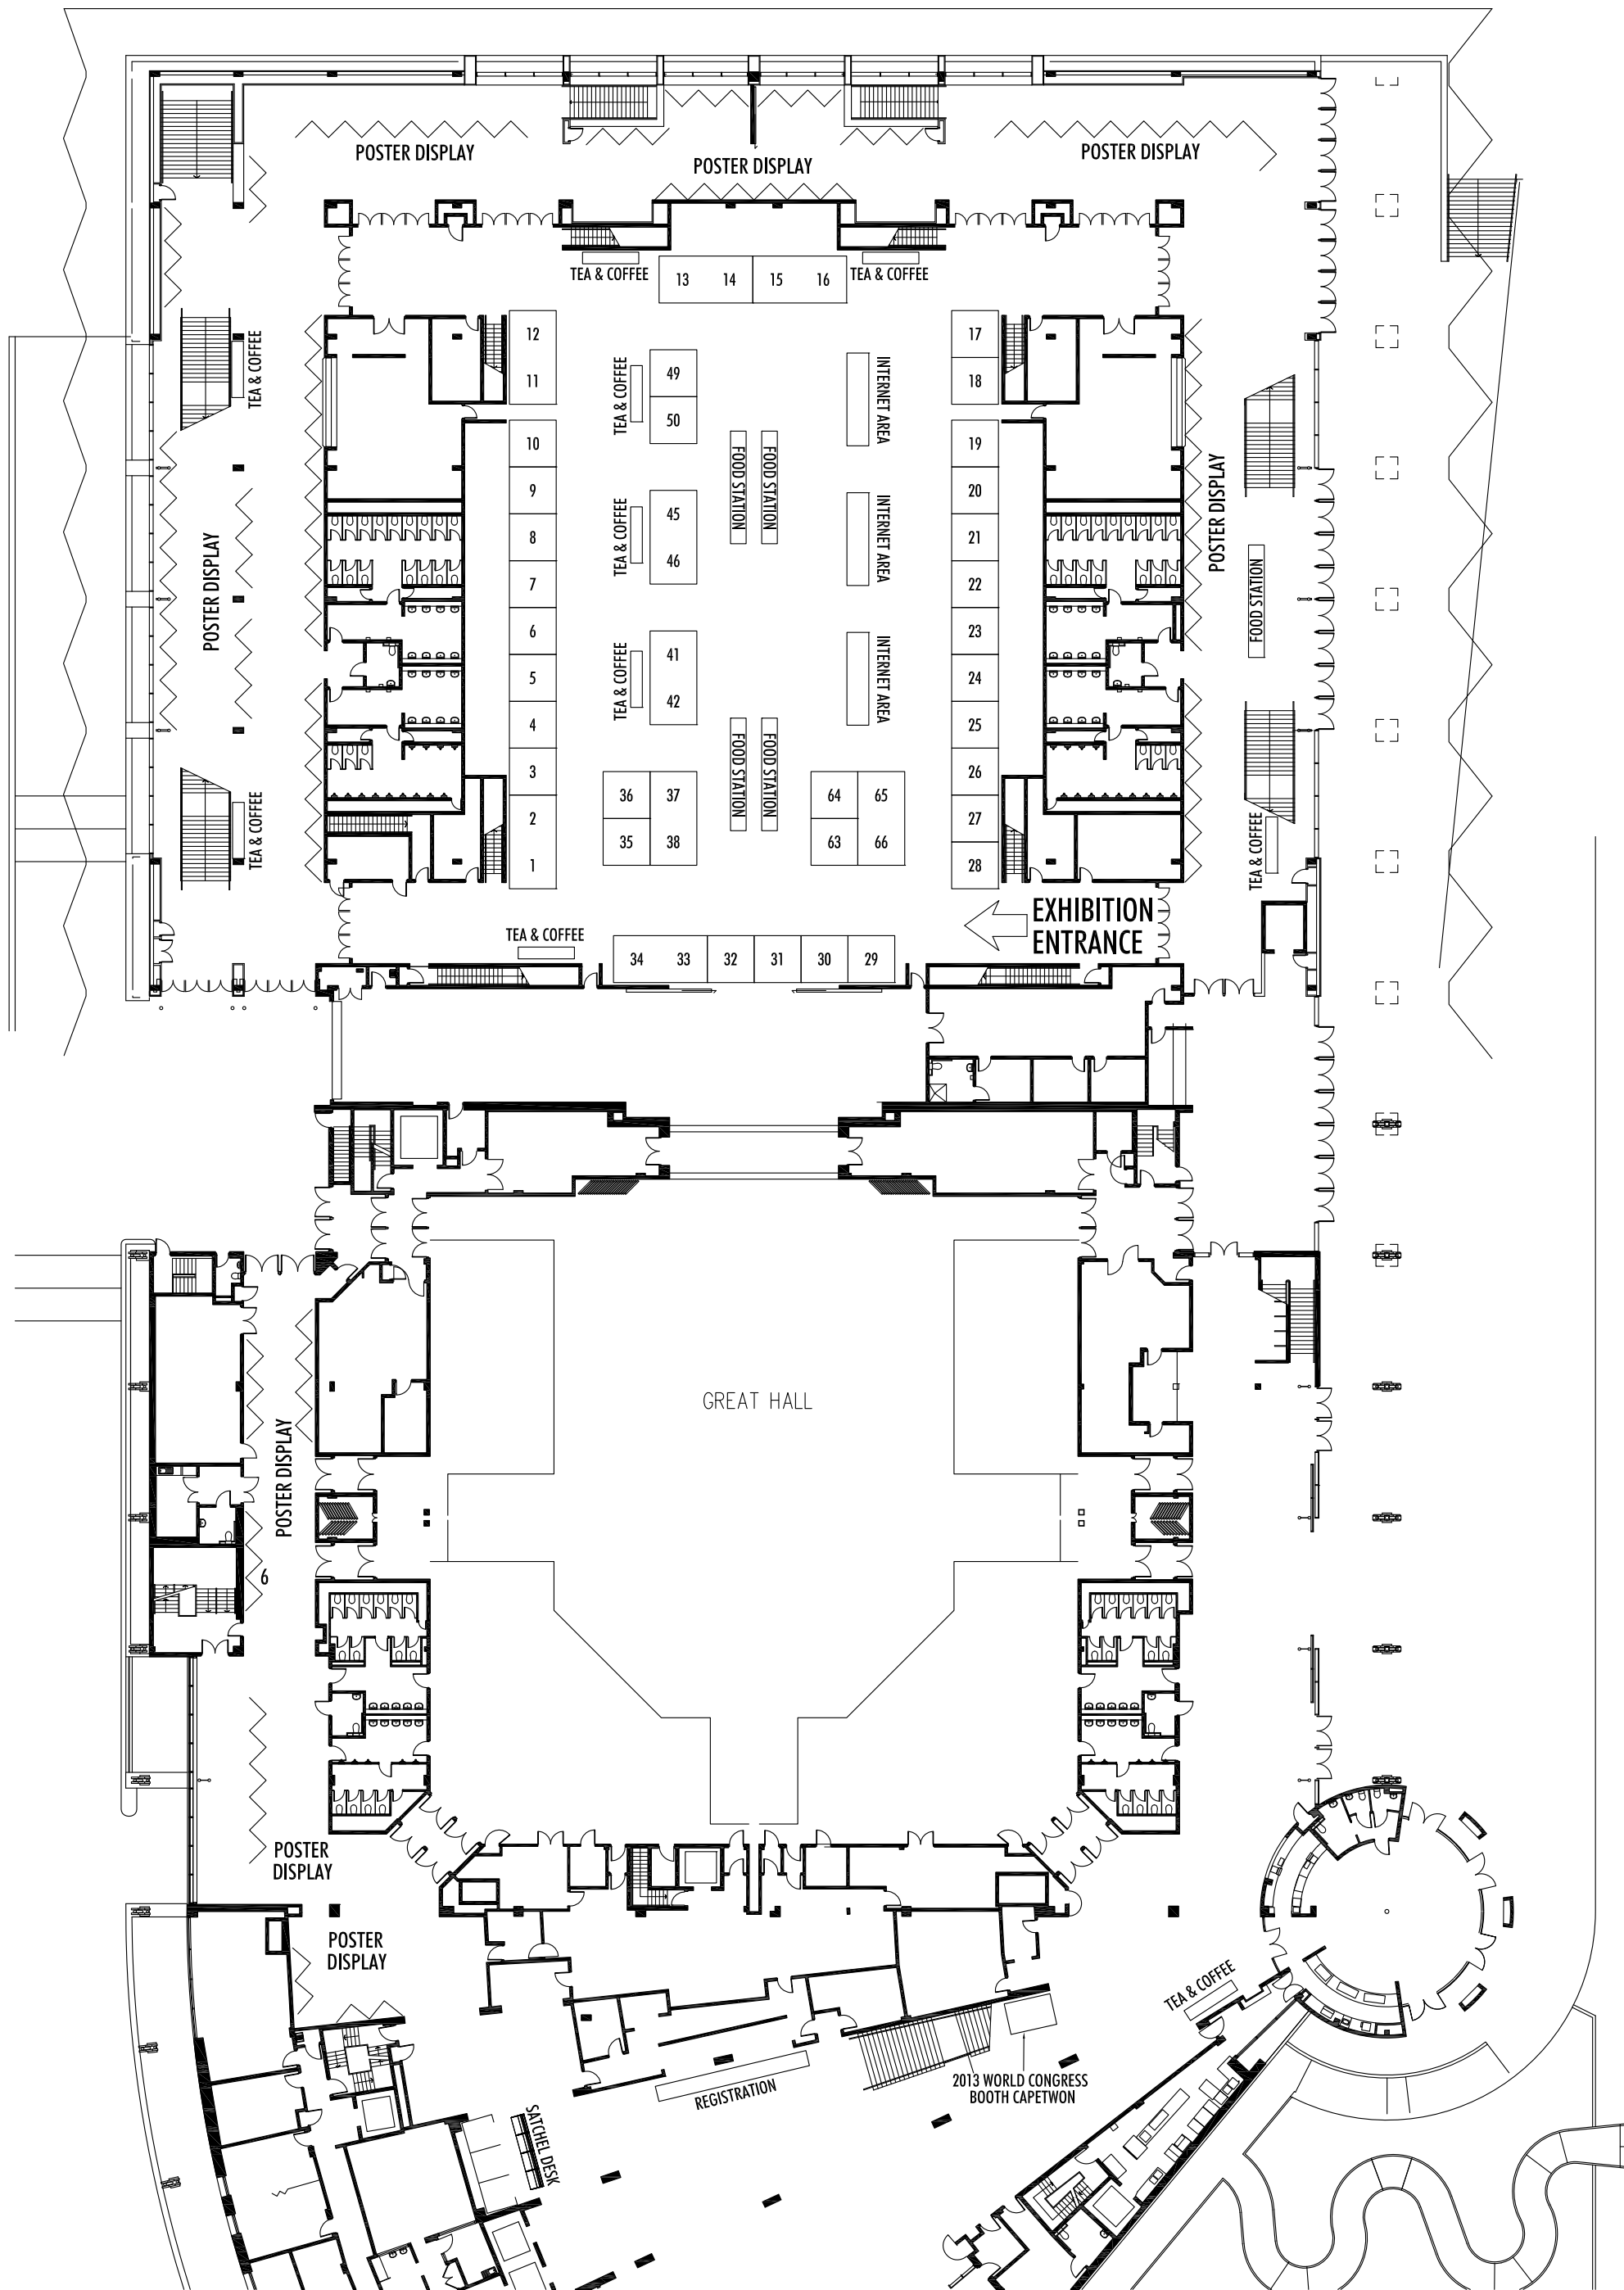 POSTER DISPLAY
POSTER DISPLAY
POSTER DISPLAY
TEA & COFFEE
13
14
15
16
TEA & COFFEE
12
11
17
18
TEA & COFFEE
TEA & COFFEE
49
50
INTERNET AREA
10
9
8
7
6
5
4
3
2
1
FOOD STATION
FOOD STATION
19
20
21
22
23
24
25
26
27
28
POSTER DISPLAY
POSTER DISPLAY
TEA & COFFEE
45
46
INTERNET AREA
FOOD STATION
TEA & COFFEE
41
42
INTERNET AREA
FOOD STATION
FOOD STATION
36
37
35
38
64
65
63
66
TEA & COFFEE
TEA & COFFEE
EXHIBITION
ENTRANCE
TEA & COFFEE
34
33
32
31
30
29
GREAT HALL
POSTER DISPLAY
6
POSTER
DISPLAY
POSTER
DISPLAY
TEA & COFFEE
REGISTRATION
2013 WORLD CONGRESS
BOOTH CAPETWON
SATCHEL DESK